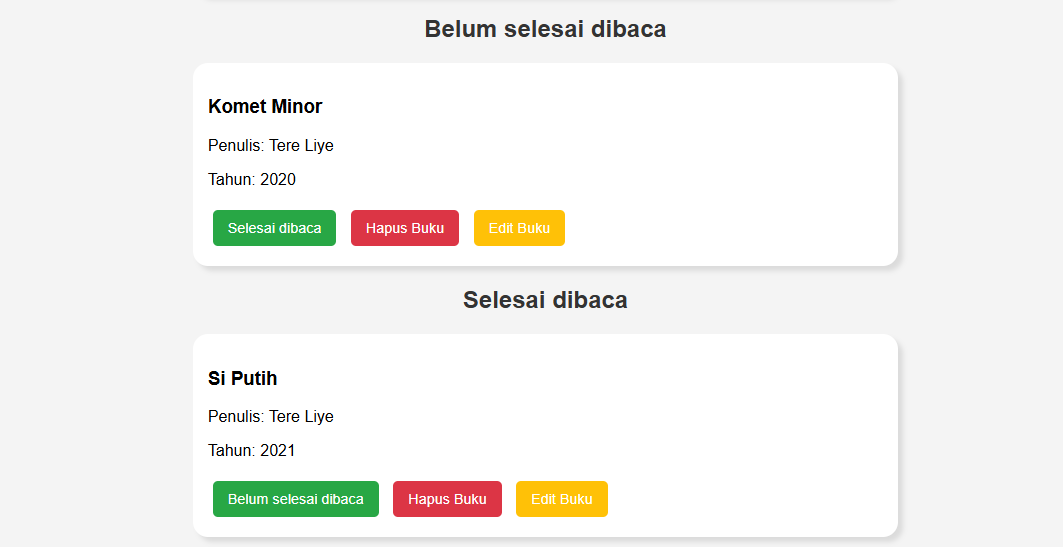 Belum selesai dibaca
Komet Minor
Penulis: Tere Liye
Tahun: 2020
Selesai dibaca Hapus Buku Edit Buku
Selesai dibaca
Si Putih
Penulis: Tere Liye
Tahun: 2021
Belum selesai dibaca Hapus Buku Edit Buku